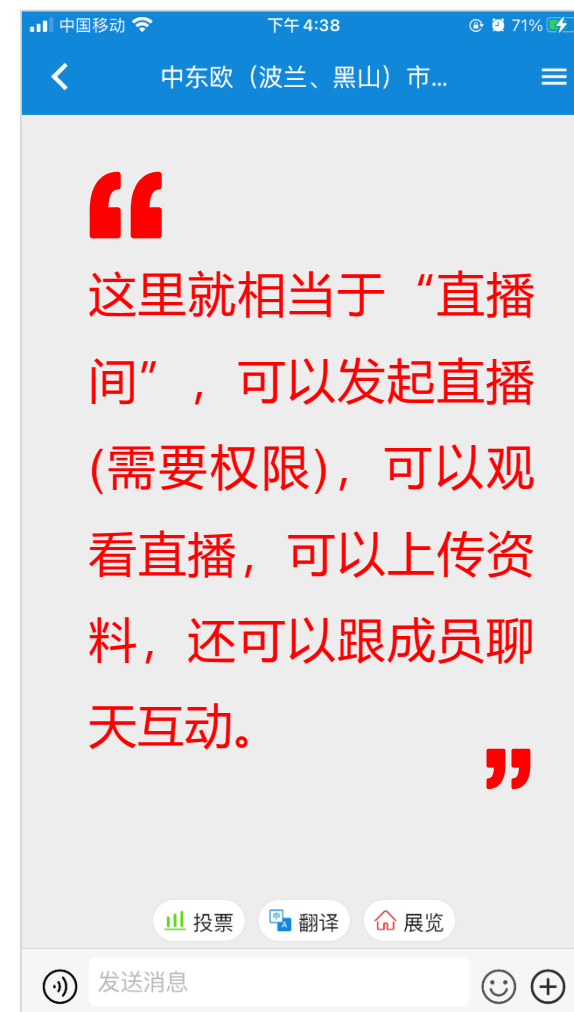 中国移动 下午4:38 71%
中东欧（波兰、黑山）市...
“
这里就相当于“直播
间”，可以发起直播
(需要权限)，可以观
看直播，可以上传资
料，还可以跟成员聊
天互动。
”
投票 翻译 展览
发送消息